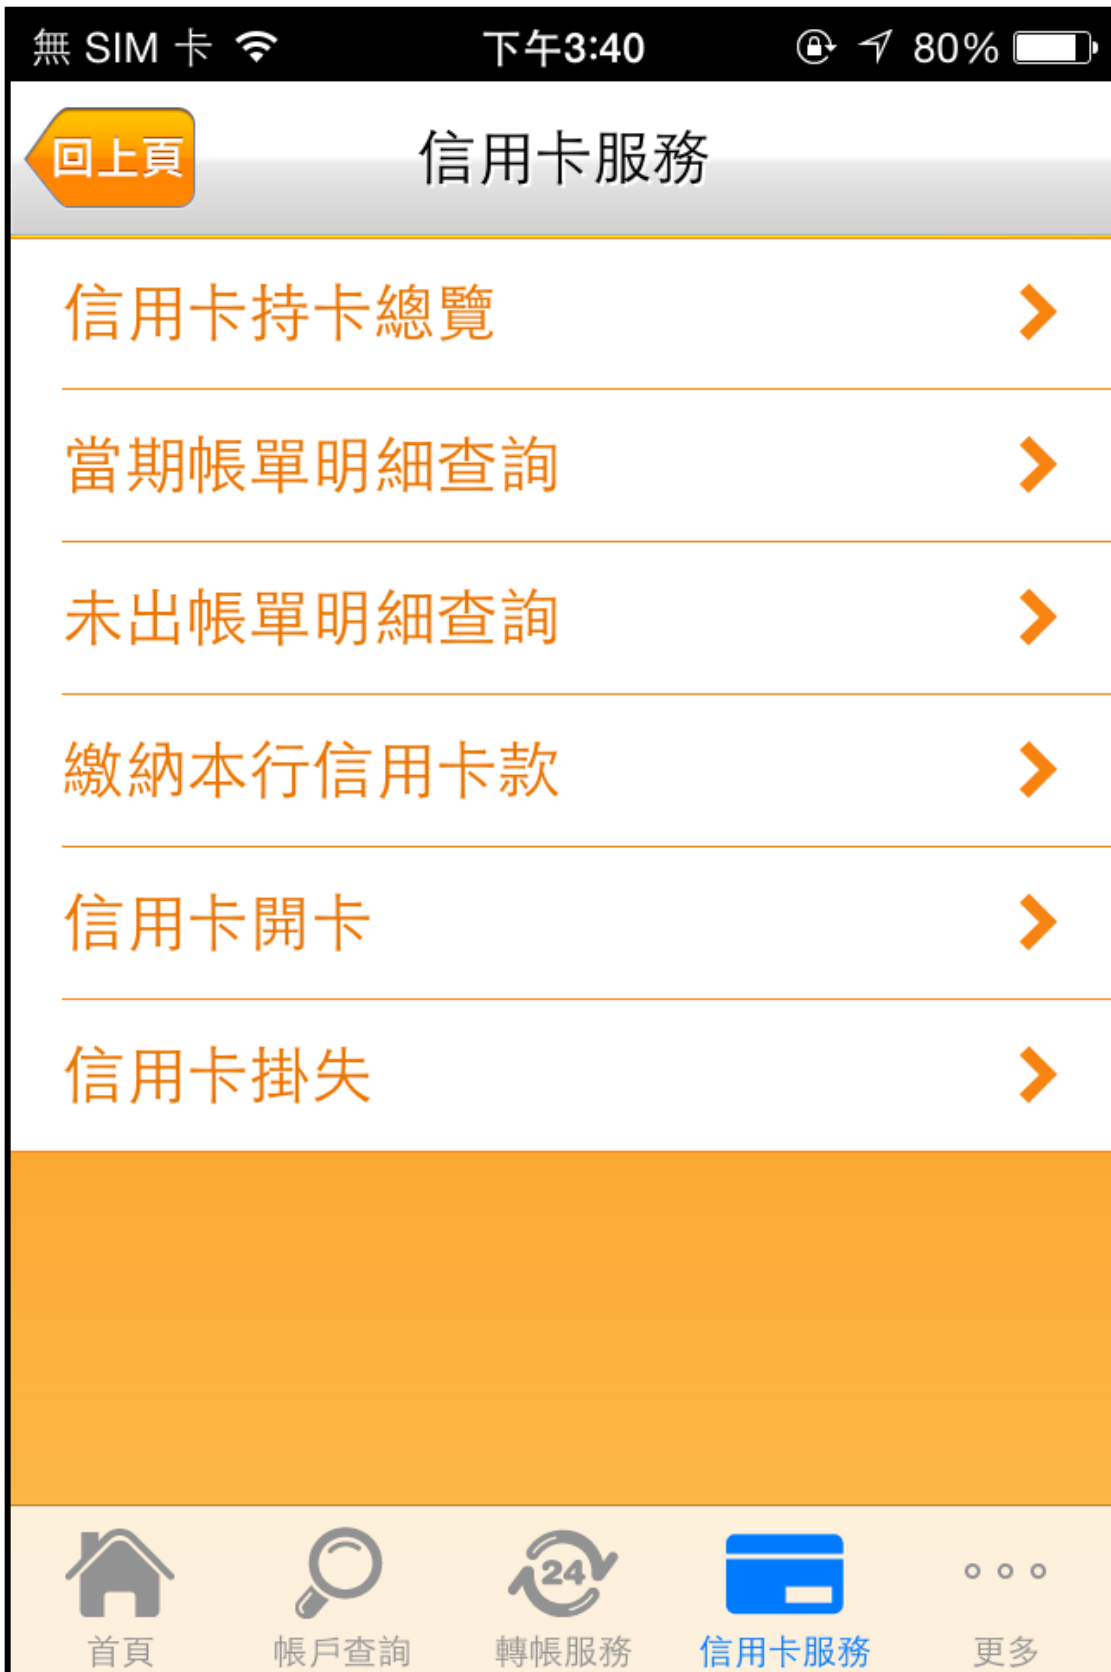 無 SIM 卡 下午3:40 80%
回上頁 信用卡服務
信用卡持卡總覽
當期帳單明細查詢
未出帳單明細查詢
繳納本行信用卡款
信用卡開卡
信用卡掛失
24
首頁 帳戶查詢 轉帳服務 信用卡服務 更多